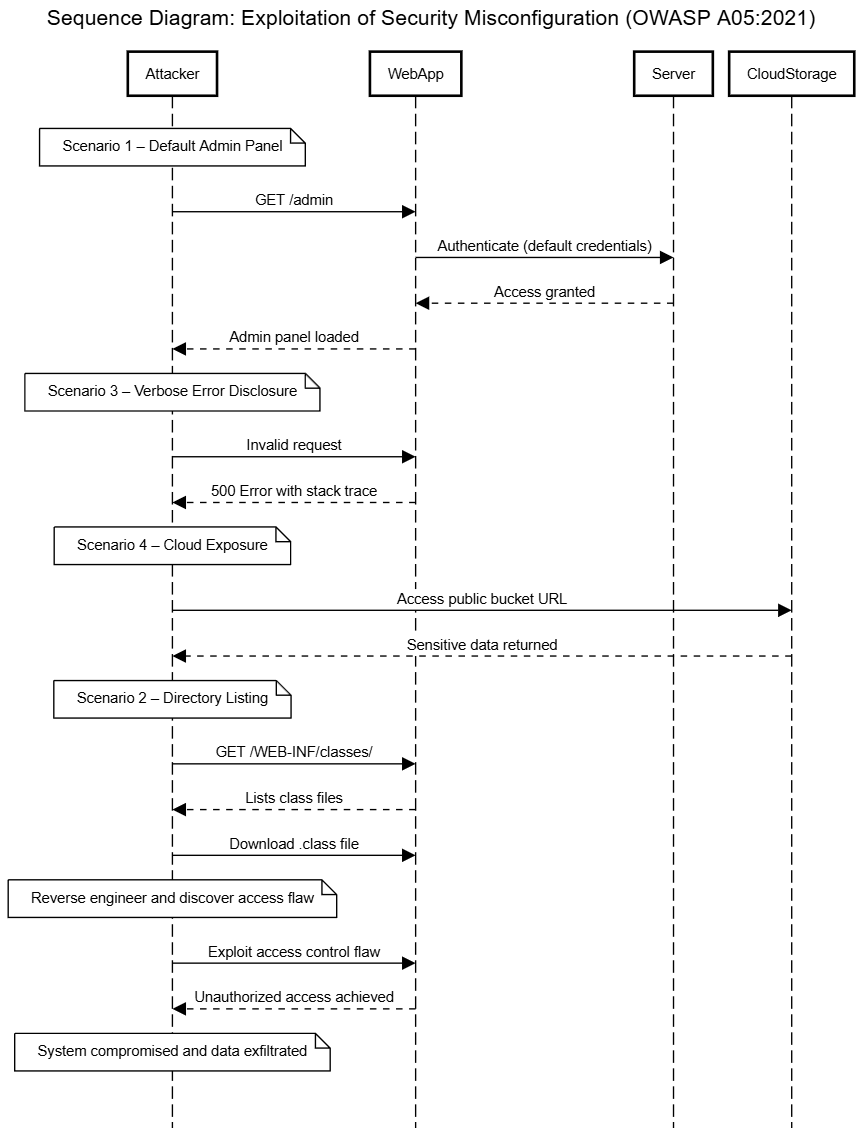 Sequence Diagram: Exploitation of Security Misconfiguration (OWASP A05:2021)
Attacker
WebApp
Server
CloudStorage
Scenario 1 – Default Admin Panel
GET /admin
Authenticate (default credentials)
Access granted
Admin panel loaded
Scenario 3 – Verbose Error Disclosure
Invalid request
500 Error with stack trace
Scenario 4 – Cloud Exposure
Access public bucket URL
Sensitive data returned
Scenario 2 – Directory Listing
GET /WEB-INF/classes/
Lists class files
Download .class file
Reverse engineer and discover access flaw
Exploit access control flaw
Unauthorized access achieved
System compromised and data exfiltrated